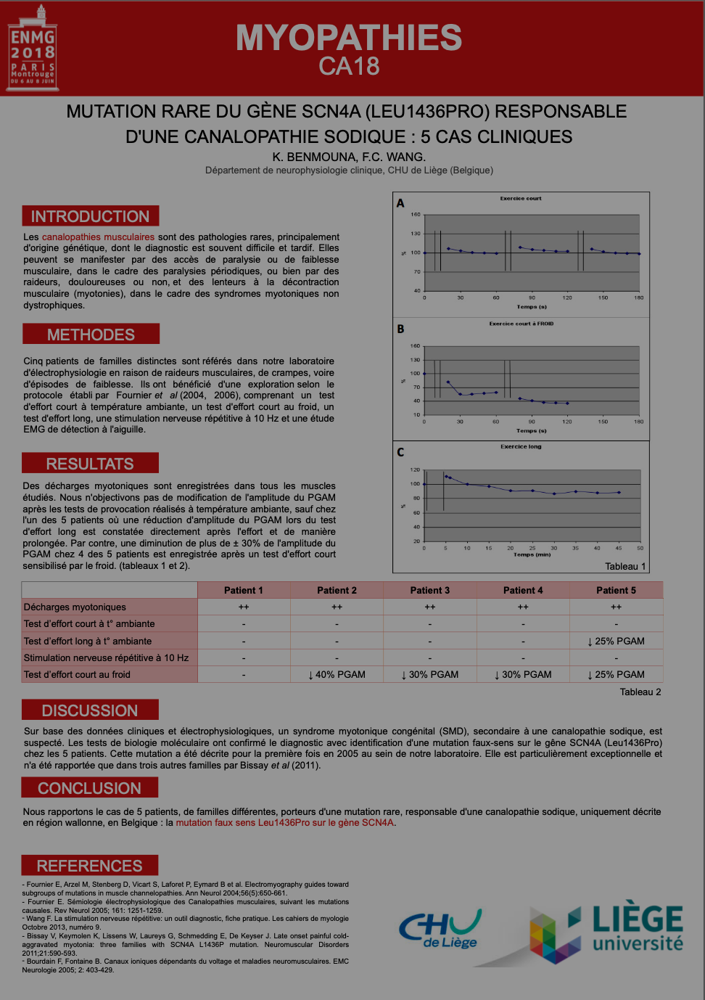 ENMG
2018
PARIS
Montrouge
DU 6 AU 8 JUIN
MYOPATHIES
CA18
MUTATION RARE DU GÈNE SCN4A (LEU1436PRO) RESPONSABLE
D'UNE CANALOPATHIE SODIQUE : 5 CAS CLINIQUES
K. BENMOUNA, F.C. WANG.
Département de neurophysiologie clinique, CHU de Liège (Belgique)
INTRODUCTION
Les canalopathies musculaires sont des pathologies rares, principalement
d'origine génétique, dont le diagnostic est souvent difficile et tardif. Elles
peuvent se manifester par des accès de paralysie ou de faiblesse
musculaire, dans le cadre des paralysies périodiques, ou bien par des
raideurs, douloureuses ou non, et des lenteurs à la décontraction
musculaire (myotonies), dans le cadre des syndromes myotoniques non
dystrophiques.
METHODES
Cinq patients de familles distinctes sont référés dans notre laboratoire
d'électrophysiologie en raison de raideurs musculaires, de crampes, voire
d'épisodes de faiblesse. Ils ont bénéficié d'une exploration selon le
protocole établi par Fournier et al (2004, 2006), comprenant un test
d'effort court à température ambiante, un test d'effort court au froid, un
test d'effort long, une stimulation nerveuse répétitive à 10 Hz et une étude
EMG de détection à l'aiguille.
RESULTATS
Des décharges myotoniques sont enregistrées dans tous les muscles
étudiés. Nous n'objectivons pas de modification de l'amplitude du PGAM
après les tests de provocation réalisés à température ambiante, sauf chez
l'un des 5 patients où une réduction d'amplitude du PGAM lors du test
d'effort long est constatée directement après l'effort et de manière
prolongée. Par contre, une diminution de plus de ± 30% de l'amplitude du
PGAM chez 4 des 5 patients est enregistrée après un test d'effort court
sensibilisé par le froid. (tableaux 1 et 2).
A
Exercice court
160
130
100
70
40
%
0 30 60 90 120 150 180
Temps (s)
B
Exercice court à FROID
160
130
100
70
40
10
%
0 30 60 90 120 150 180
Temps (s)
C
Exercice long
120
100
80
60
40
20
%
0 5 10 15 20 25 30 35 40 45 50
Temps (min)
Tableau 1
Patient 1 Patient 2 Patient 3 Patient 4 Patient 5
Décharges myotoniques ++ ++ ++ ++ ++
Test d'effort court à t° ambiante - - - - -
Test d'effort long à t° ambiante - - - - ↓ 25% PGAM
Stimulation nerveuse répétitive à 10 Hz - - - - -
Test d'effort court au froid - ↓ 40% PGAM ↓ 30% PGAM ↓ 30% PGAM ↓ 25% PGAM
Tableau 2
DISCUSSION
Sur base des données cliniques et électrophysiologiques, un syndrome myotonique congénital (SMD), secondaire à une canalopathie sodique, est
suspecté. Les tests de biologie moléculaire ont confirmé le diagnostic avec identification d'une mutation faux-sens sur le gêne SCN4A (Leu1436Pro)
chez les 5 patients. Cette mutation a été décrite pour la première fois en 2005 au sein de notre laboratoire. Elle est particulièrement exceptionnelle et
n'a été rapportée que dans trois autres familles par Bissay et al (2011).
CONCLUSION
Nous rapportons le cas de 5 patients, de familles différentes, porteurs d'une mutation rare, responsable d'une canalopathie sodique, uniquement décrite
en région wallonne, en Belgique : la mutation faux sens Leu1436Pro sur le gène SCN4A.
REFERENCES
- Fournier E, Arzel M, Stenberg D, Vicart S, Laforet P, Eymard B et al. Electromyography guides toward
subgroups of mutations in muscle channelopathies. Ann Neurol 2004;56(5):650-661.
- Fournier E. Sémiologie électrophysiologique des Canalopathies musculaires, suivant les mutations
causales. Rev Neurol 2005; 161: 1251-1259.
- Wang F. La stimulation nerveuse répétitive: un outil diagnostic, fiche pratique. Les cahiers de myologie
Octobre 2013, numéro 9.
- Bissay V, Keymolen K, Lissens W, Laureys G, Schmedding E, De Keyser J. Late onset painful cold-
aggravated myotonia: three families with SCN4A L1436P mutation. Neuromuscular Disorders
2011;21:590-593.
- Bourdain F, Fontaine B. Canaux ioniques dépendants du voltage et maladies neuromusculaires. EMC
Neurologie 2005; 2: 403-429.
CHU
de Liège
LIÈGE
université